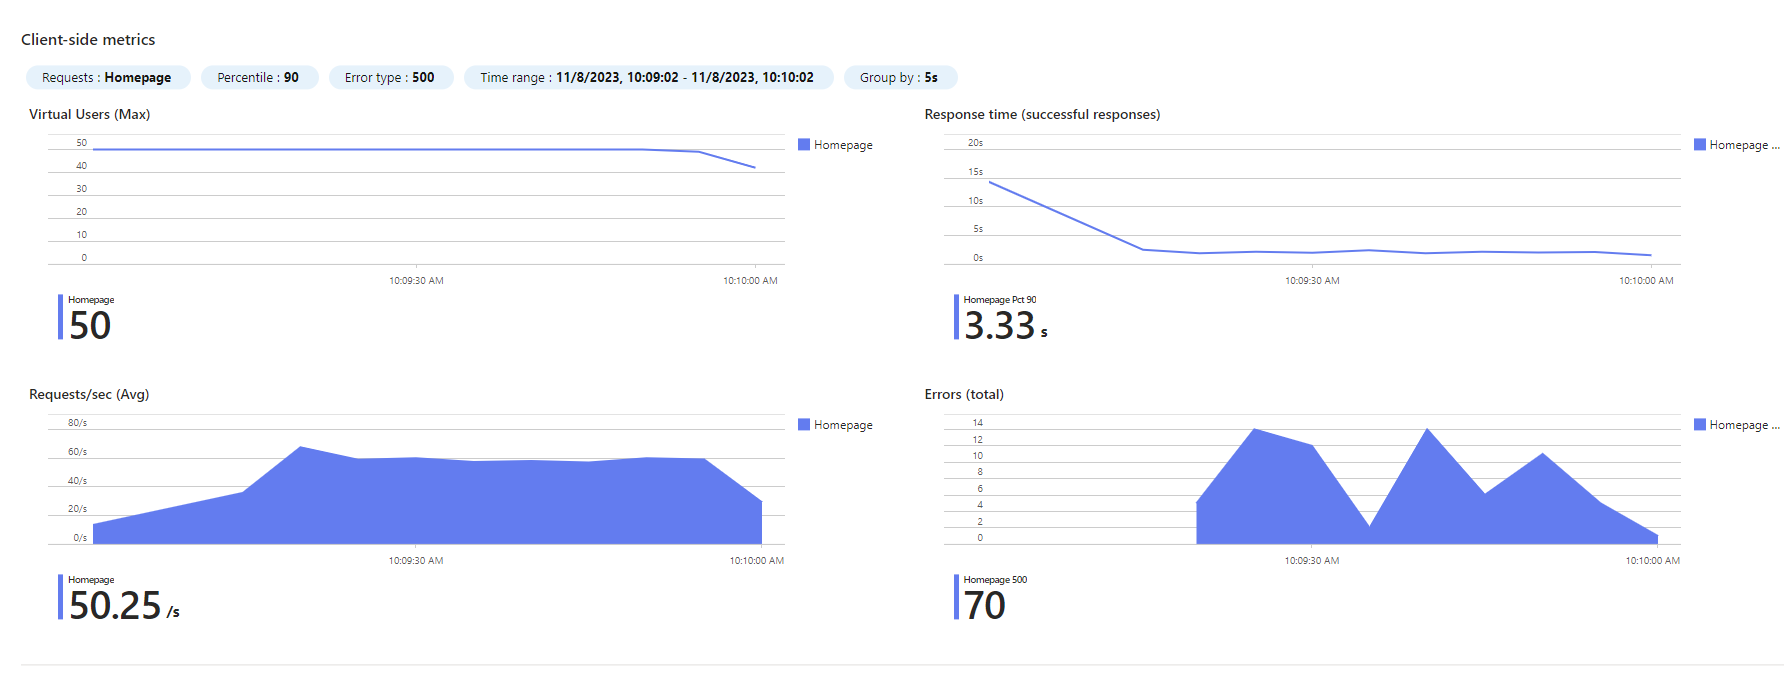 Client-side metrics
Requests : Homepage
Percentile : 90
Error type : 500
Time range : 11/8/2023, 10:09:02 - 11/8/2023, 10:10:02
Group by : 5s
Virtual Users (Max)
50
40
30
20
10
0
10:09:30 AM
10:10:00 AM
Homepage
Homepage
50
Response time (successful responses)
20s
15s
10s
5s
0s
10:09:30 AM
10:10:00 AM
Homepage ...
Homepage Pct 90
3.33 s
Requests/sec (Avg)
80/s
60/s
40/s
20/s
0/s
10:09:30 AM
10:10:00 AM
Homepage
Homepage
50.25 /s
Errors (total)
14
12
10
8
6
4
2
0
10:09:30 AM
10:10:00 AM
Homepage ...
Homepage 500
70